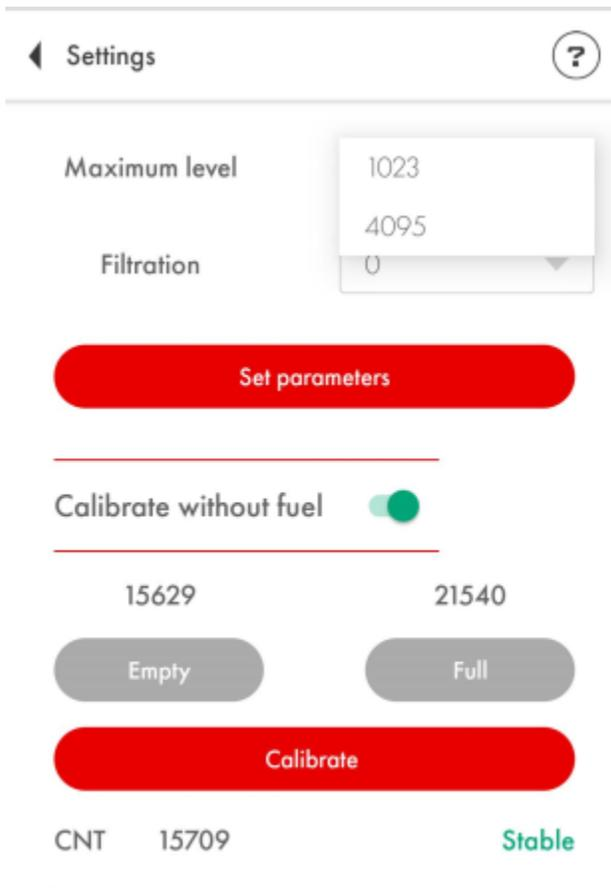 Settings ?
Maximum level 1023
4095
Filtration 0
Set parameters
Calibrate without fuel
15629 21540
Empty Full
Calibrate
CNT 15709 Stable